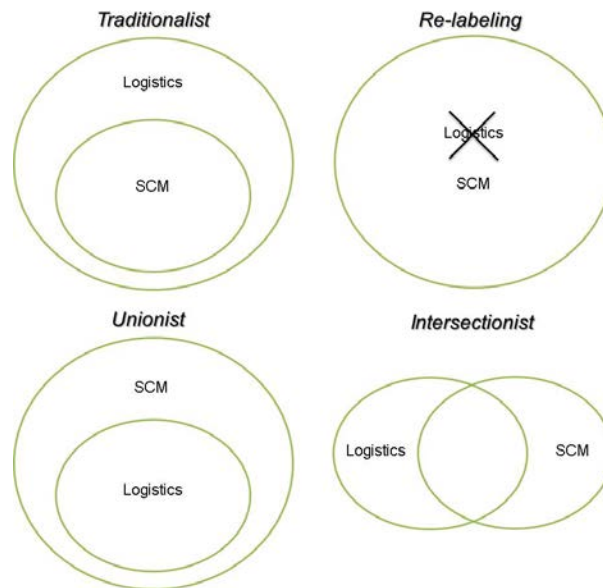 Traditionalist
Re-labeling
Logistics
SCM
Logistics
SCM
Unionist
Intersectionist
SCM
Logistics
Logistics
SCM